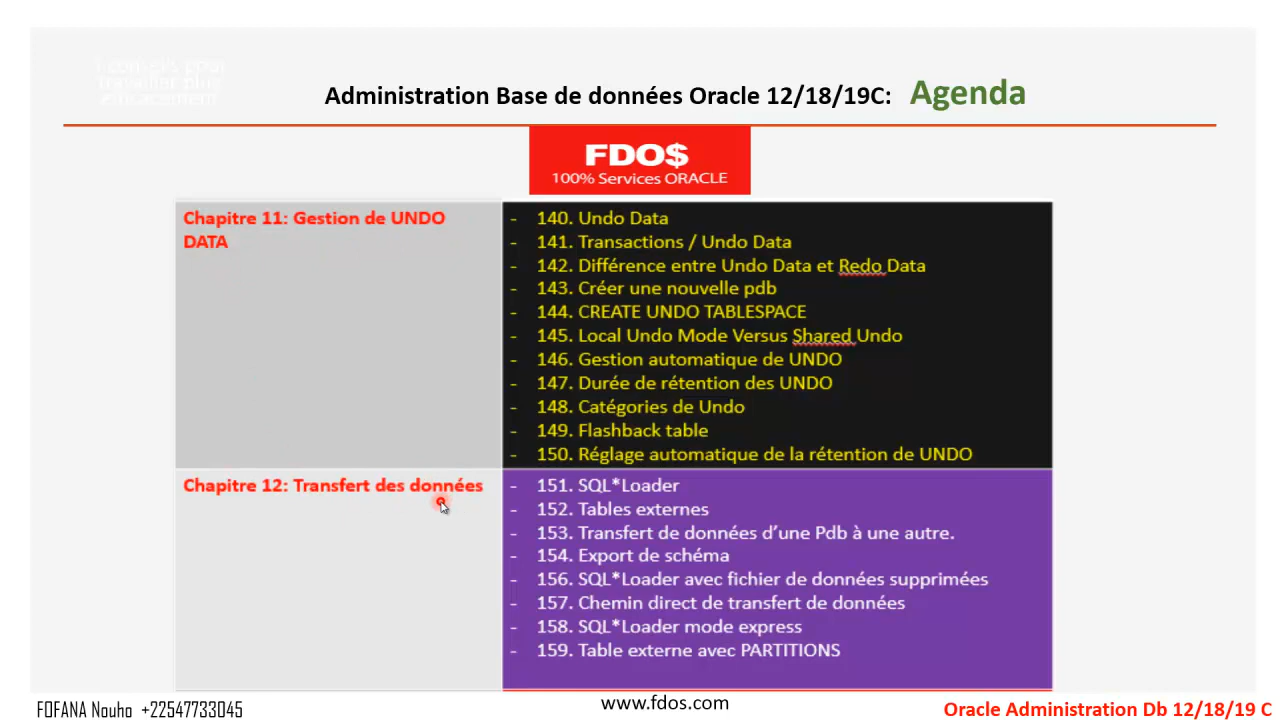 5 conseils pour
travailler plus
efficacement
Administration Base de données Oracle 12/18/19C: Agenda
FDO$
100% Services ORACLE
Chapitre 11: Gestion de UNDO
DATA
- 140. Undo Data
- 141. Transactions / Undo Data
- 142. Différence entre Undo Data et Redo Data
- 143. Créer une nouvelle pdb
- 144. CREATE UNDO TABLESPACE
- 145. Local Undo Mode Versus Shared Undo
- 146. Gestion automatique de UNDO
- 147. Durée de rétention des UNDO
- 148. Catégories de Undo
- 149. Flashback table
- 150. Réglage automatique de la rétention de UNDO
Chapitre 12: Transfert des données
- 151. SQL*Loader
- 152. Tables externes
- 153. Transfert de données d’une Pdb à une autre.
- 154. Export de schéma
- 156. SQL*Loader avec fichier de données supprimées
- 157. Chemin direct de transfert de données
- 158. SQL*Loader mode express
- 159. Table externe avec PARTITIONS
FOFANA Nouho +22547733045
www.fdos.com
Oracle Administration Db 12/18/19 C